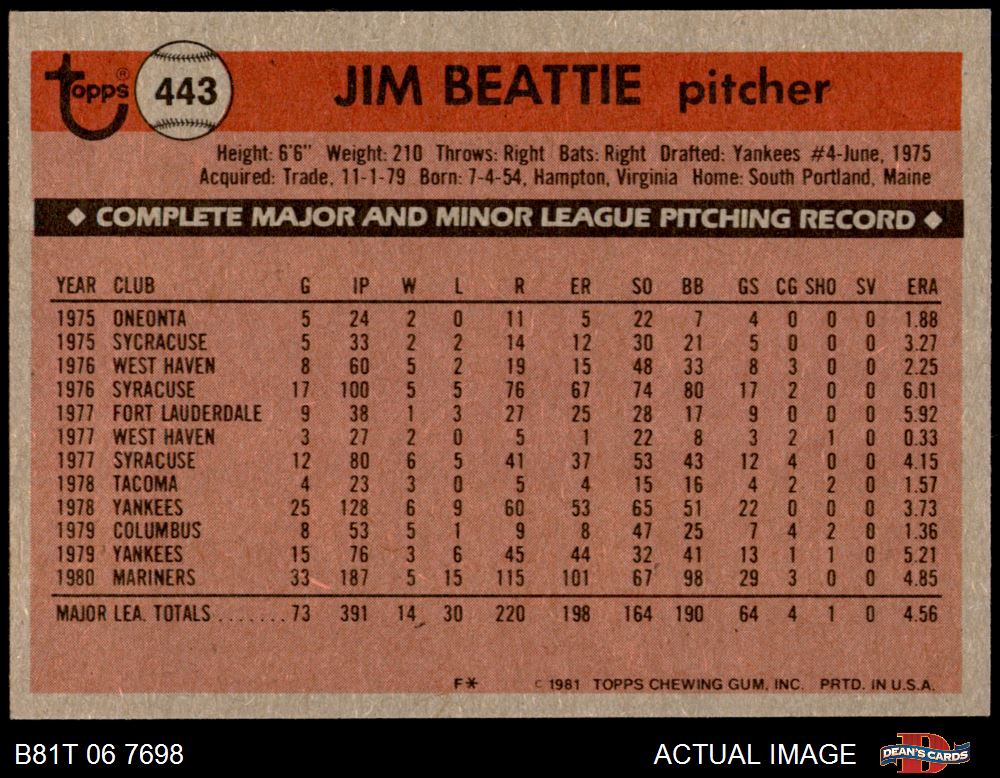 Topps® 443 JIM BEATTIE pitcher
Height: 6'6" Weight: 210 Throws: Right Bats: Right Drafted: Yankees #4-June, 1975
Acquired: Trade, 11-1-79 Born: 7-4-54, Hampton, Virginia Home: South Portland, Maine
◆ COMPLETE MAJOR AND MINOR LEAGUE PITCHING RECORD ◆
YEAR CLUB G IP W L R ER SO BB GS CG SHO SV ERA
1975 ONEONTA 5 24 2 0 11 5 22 7 4 0 0 0 1.88
1975 SYCRACUSE 5 33 2 2 14 12 30 21 5 0 0 0 3.27
1976 WEST HAVEN 8 60 5 2 19 15 48 33 8 3 0 0 2.25
1976 SYRACUSE 17 100 5 5 76 67 74 80 17 2 0 0 6.01
1977 FORT LAUDERDALE 9 38 1 3 27 25 28 17 9 0 0 0 5.92
1977 WEST HAVEN 3 27 2 0 5 1 22 8 3 2 1 0 0.33
1977 SYRACUSE 12 80 6 5 41 37 53 43 12 4 0 0 4.15
1978 TACOMA 4 23 3 0 5 4 15 16 4 2 2 0 1.57
1978 YANKEES 25 128 6 9 60 53 65 51 22 0 0 0 3.73
1979 COLUMBUS 8 53 5 1 9 8 47 25 7 4 2 0 1.36
1979 YANKEES 15 76 3 6 45 44 32 41 13 1 1 0 5.21
1980 MARINERS 33 187 5 15 115 101 67 98 29 3 0 0 4.85
MAJOR LEA. TOTALS ....... 73 391 14 30 220 198 164 190 64 4 1 0 4.56
F* © 1981 TOPPS CHEWING GUM, INC. PRTD. IN U.S.A.
B81T 06 7698 ACTUAL IMAGE DEAN'S CARDS